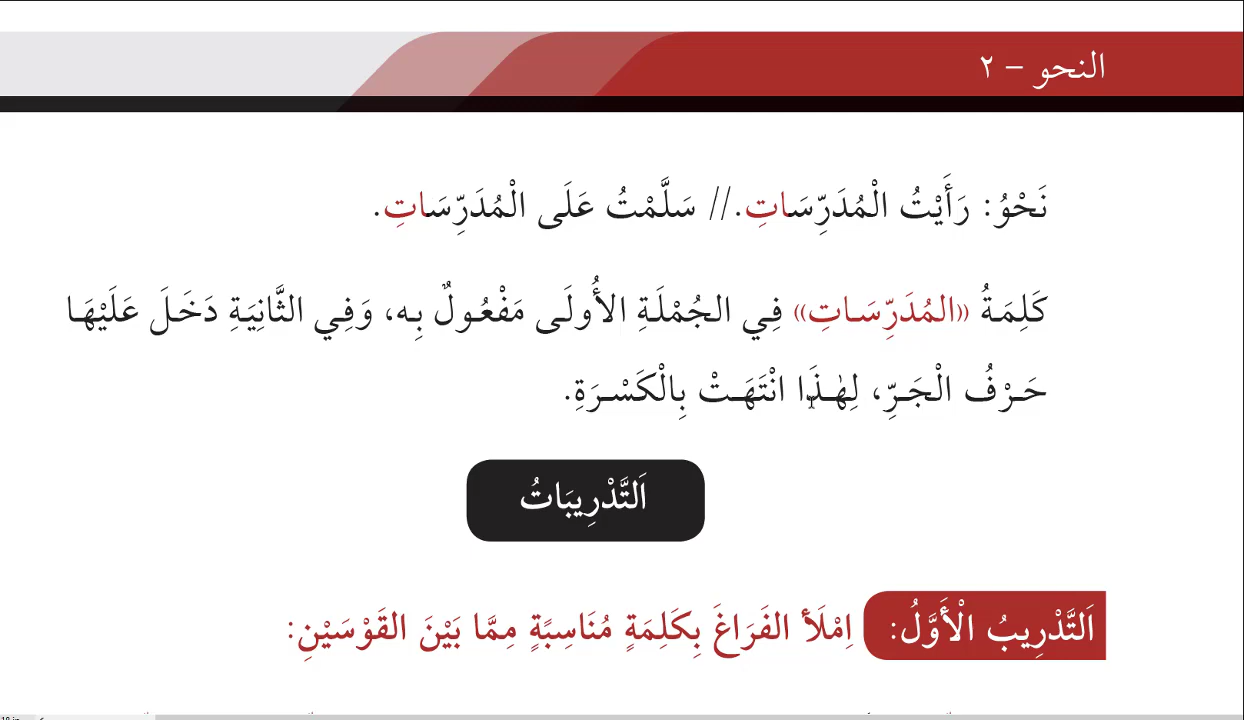 النحو – ٢
نَحْوُ: رَأَيْتُ الْمُدَرِّسَاتِ.// سَلَّمْتُ عَلَى الْمُدَرِّسَاتِ.
كَلِمَةُ «المُدَرِّسَاتِ» فِي الجُمْلَةِ الأُولَى مَفْعُولٌ بِه، وَفِي الثَّانِيَةِ دَخَلَ عَلَيْهَا
حَرْفُ الْجَرِّ، لِهٰذَا انْتَهَتْ بِالْكَسْرَةِ.
اَلتَّدْرِيبَاتُ
اَلتَّدْرِيبُ الْأَوَّلُ: اِمْلَأ الفَرَاغَ بِكَلِمَةٍ مُنَاسِبَةٍ مِمَّا بَيْنَ القَوْسَيْنِ: